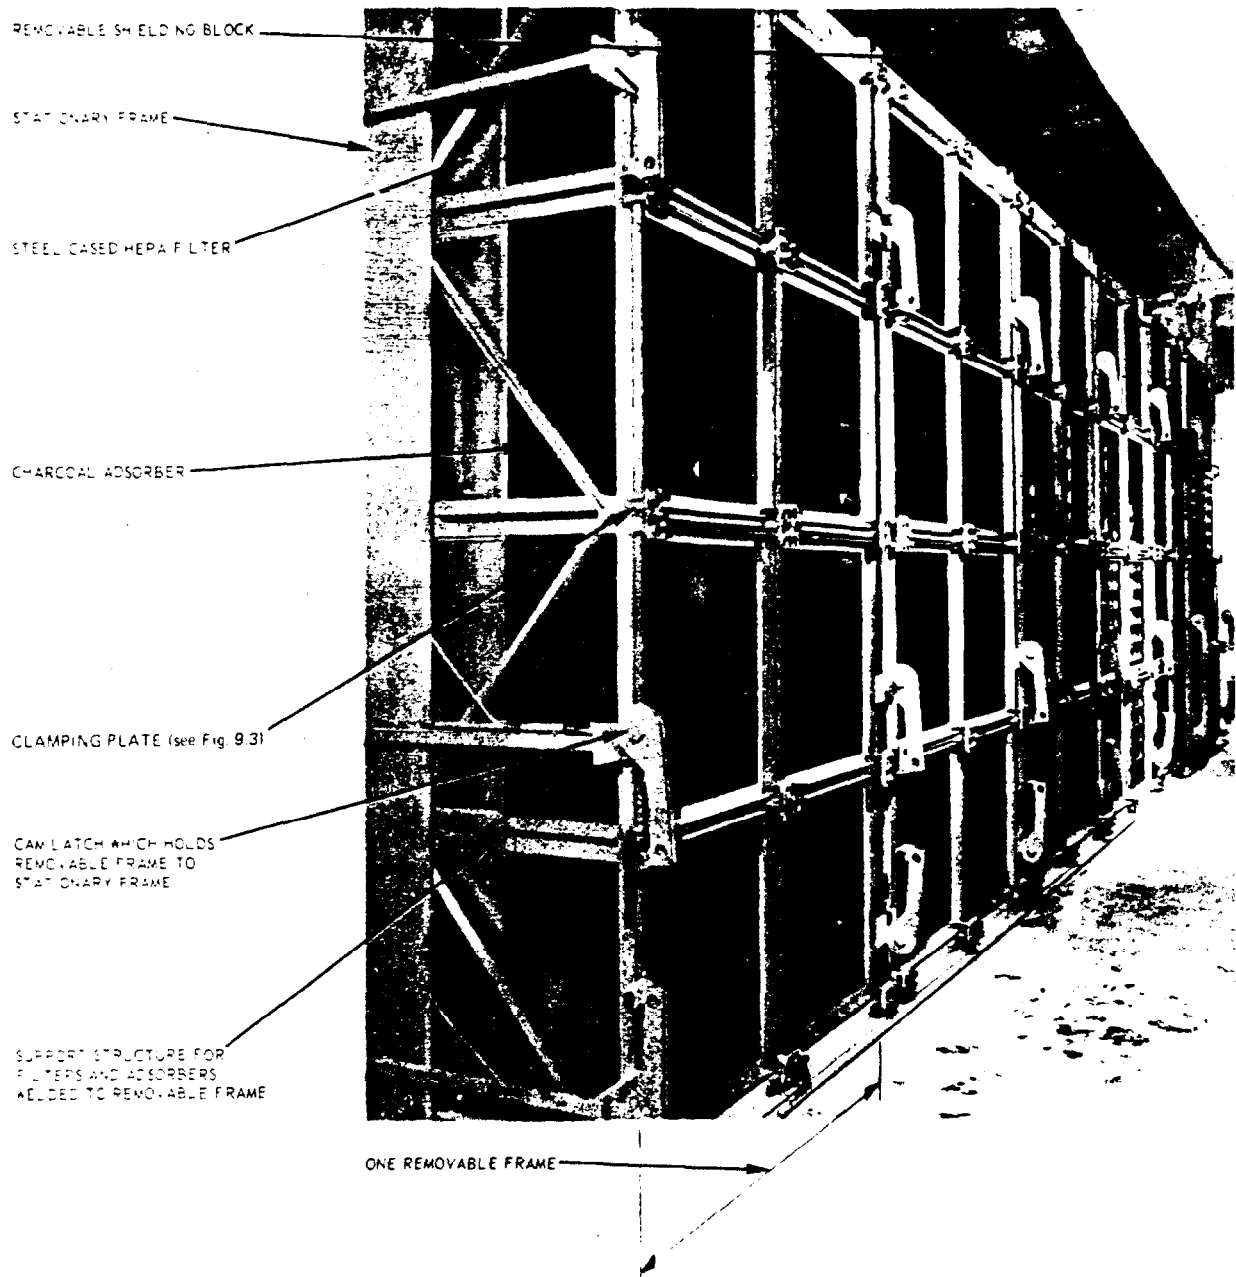 REMOVABLE SHIELDING BLOCK
STATIONARY FRAME
STEEL CASED HEPA FILTER
CHARCOAL ADSORBER
CLAMPING PLATE (see Fig. 9.3)
CAM LATCH WHICH HOLDS
REMOVABLE FRAME TO
STATIONARY FRAME
SUPPORT STRUCTURE FOR
FILTERS AND ADSORBERS
WELDED TO REMOVABLE FRAME
ONE REMOVABLE FRAME